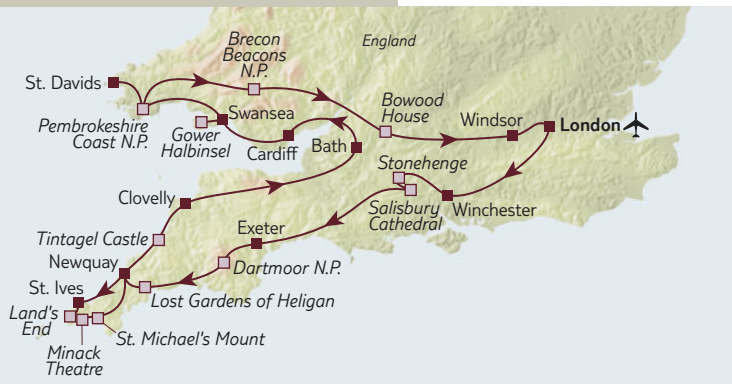 Brecon
Beacons
N.P.
England
St. Davids
Pembrokeshire
Coast N.P.
Gower
Halbinsel
Swansea
Cardiff
Bath
Bowood
House
Windsor
London
Stonehenge
Salisbury
Cathedral
Winchester
Clovelly
Exeter
Tintagel Castle
Dartmoor N.P.
Newquay
Lost Gardens of Heligan
St. Ives
Land's
End
St. Michael's Mount
Minack
Theatre